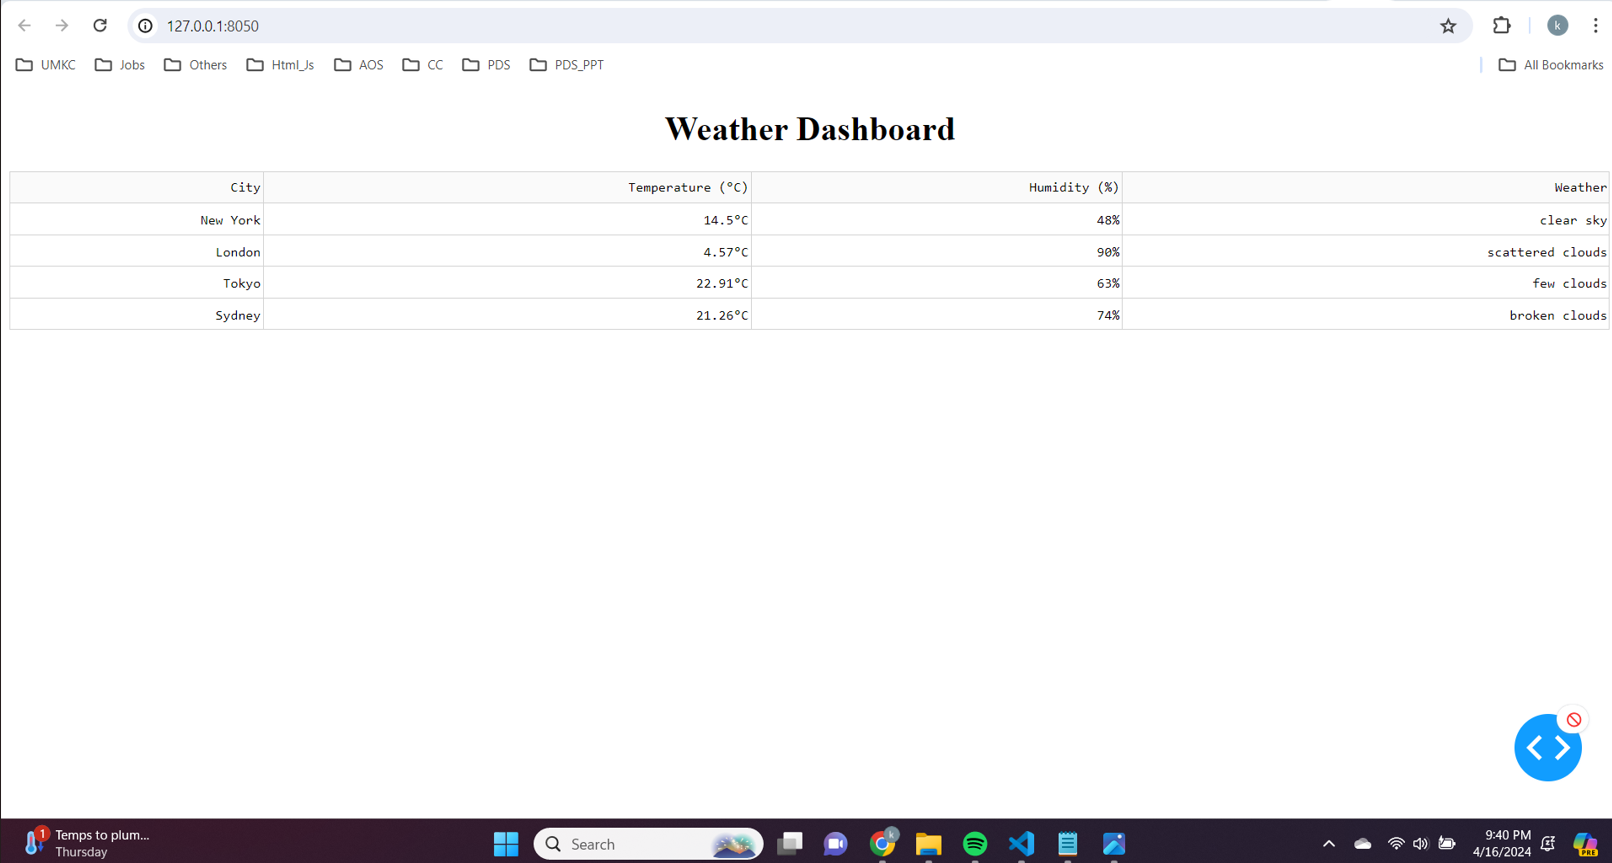 127.0.0.1:8050
k
UMKC Jobs Others Html_Js AOS CC PDS PDS_PPT All Bookmarks
Weather Dashboard
City Temperature (°C) Humidity (%) Weather
New York 14.5°C 48% clear sky
London 4.57°C 90% scattered clouds
Tokyo 22.91°C 63% few clouds
Sydney 21.26°C 74% broken clouds
1 Temps to plum...
Thursday
Search
k
9:40 PM
4/16/2024
PRE